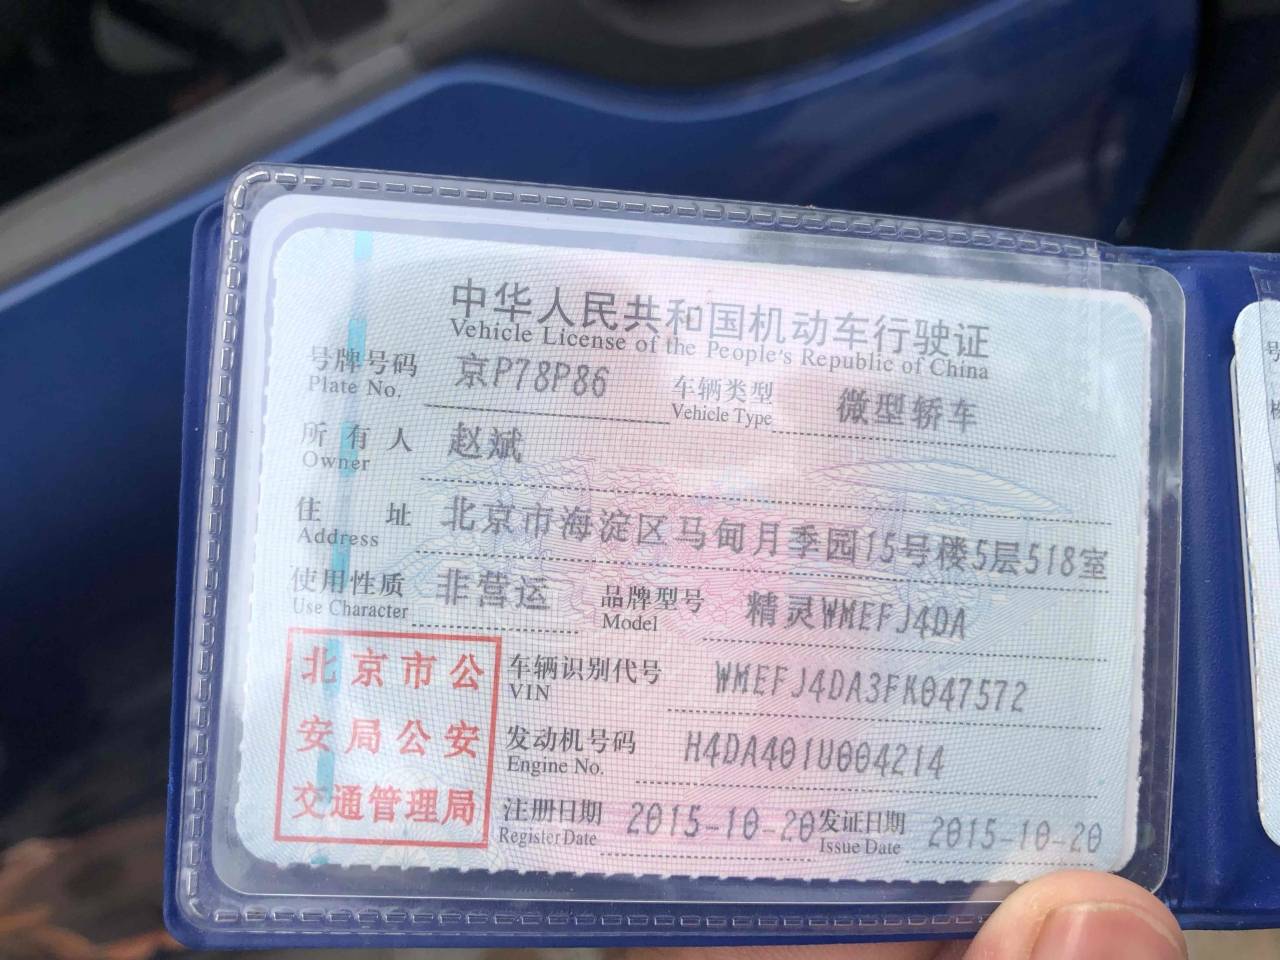 中华人民共和国机动车行驶证
Vehicle License of the People's Republic of China
号牌号码 京P78P86 车辆类型 微型轿车
Plate No. Vehicle Type
所有人 赵斌
Owner
住址 北京市海淀区马甸月季园15号楼5层518室
Address
使用性质 非营运 品牌型号 精灵WMEFJ4DA
Use Character Model
北京市公
安局公安
交通管理局
车辆识别代号 WMEFJ4DA3FK047572
VIN
发动机号码 H4DA401U004214
Engine No.
注册日期 2015-10-20 发证日期 2015-10-20
Register Date Issue Date
号